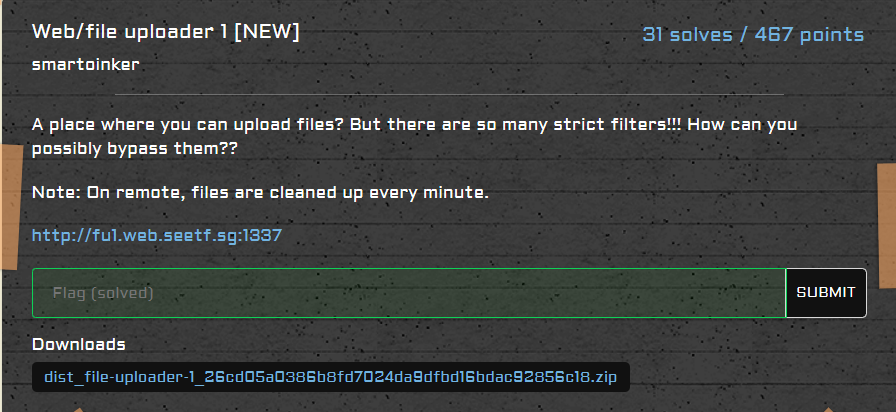 Web/file uploader 1 [NEW]
31 solves / 467 points
smartoinker
A place where you can upload files? But there are so many strict filters!!! How can you
possibly bypass them??
Note: On remote, files are cleaned up every minute.
http://fu1.web.seetf.sg:1337
Flag (solved)
SUBMIT
Downloads
dist_file-uploader-1_26cd05a0386b8fd7024da9dfbd16bdac92856c18.zip